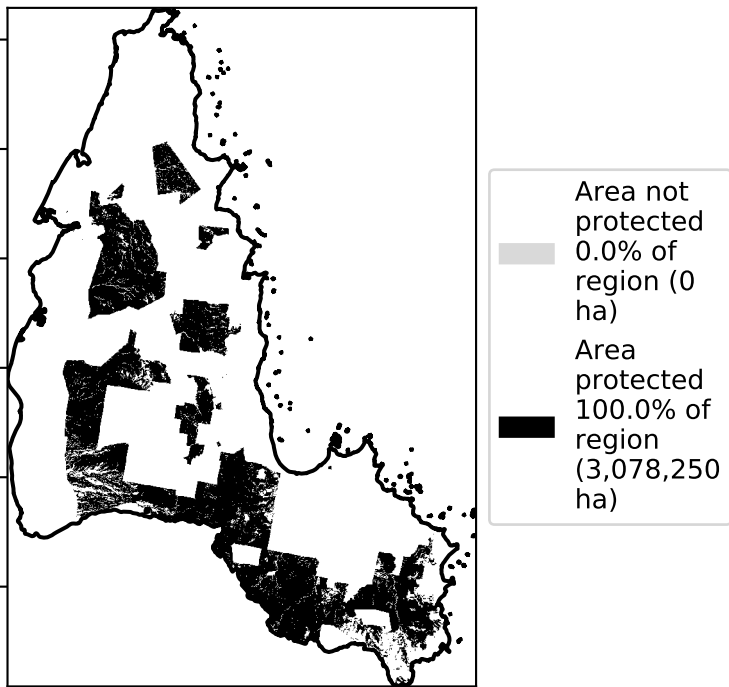 Area not
protected
0.0% of
region (0
ha)
Area
protected
100.0% of
region
(3,078,250
ha)